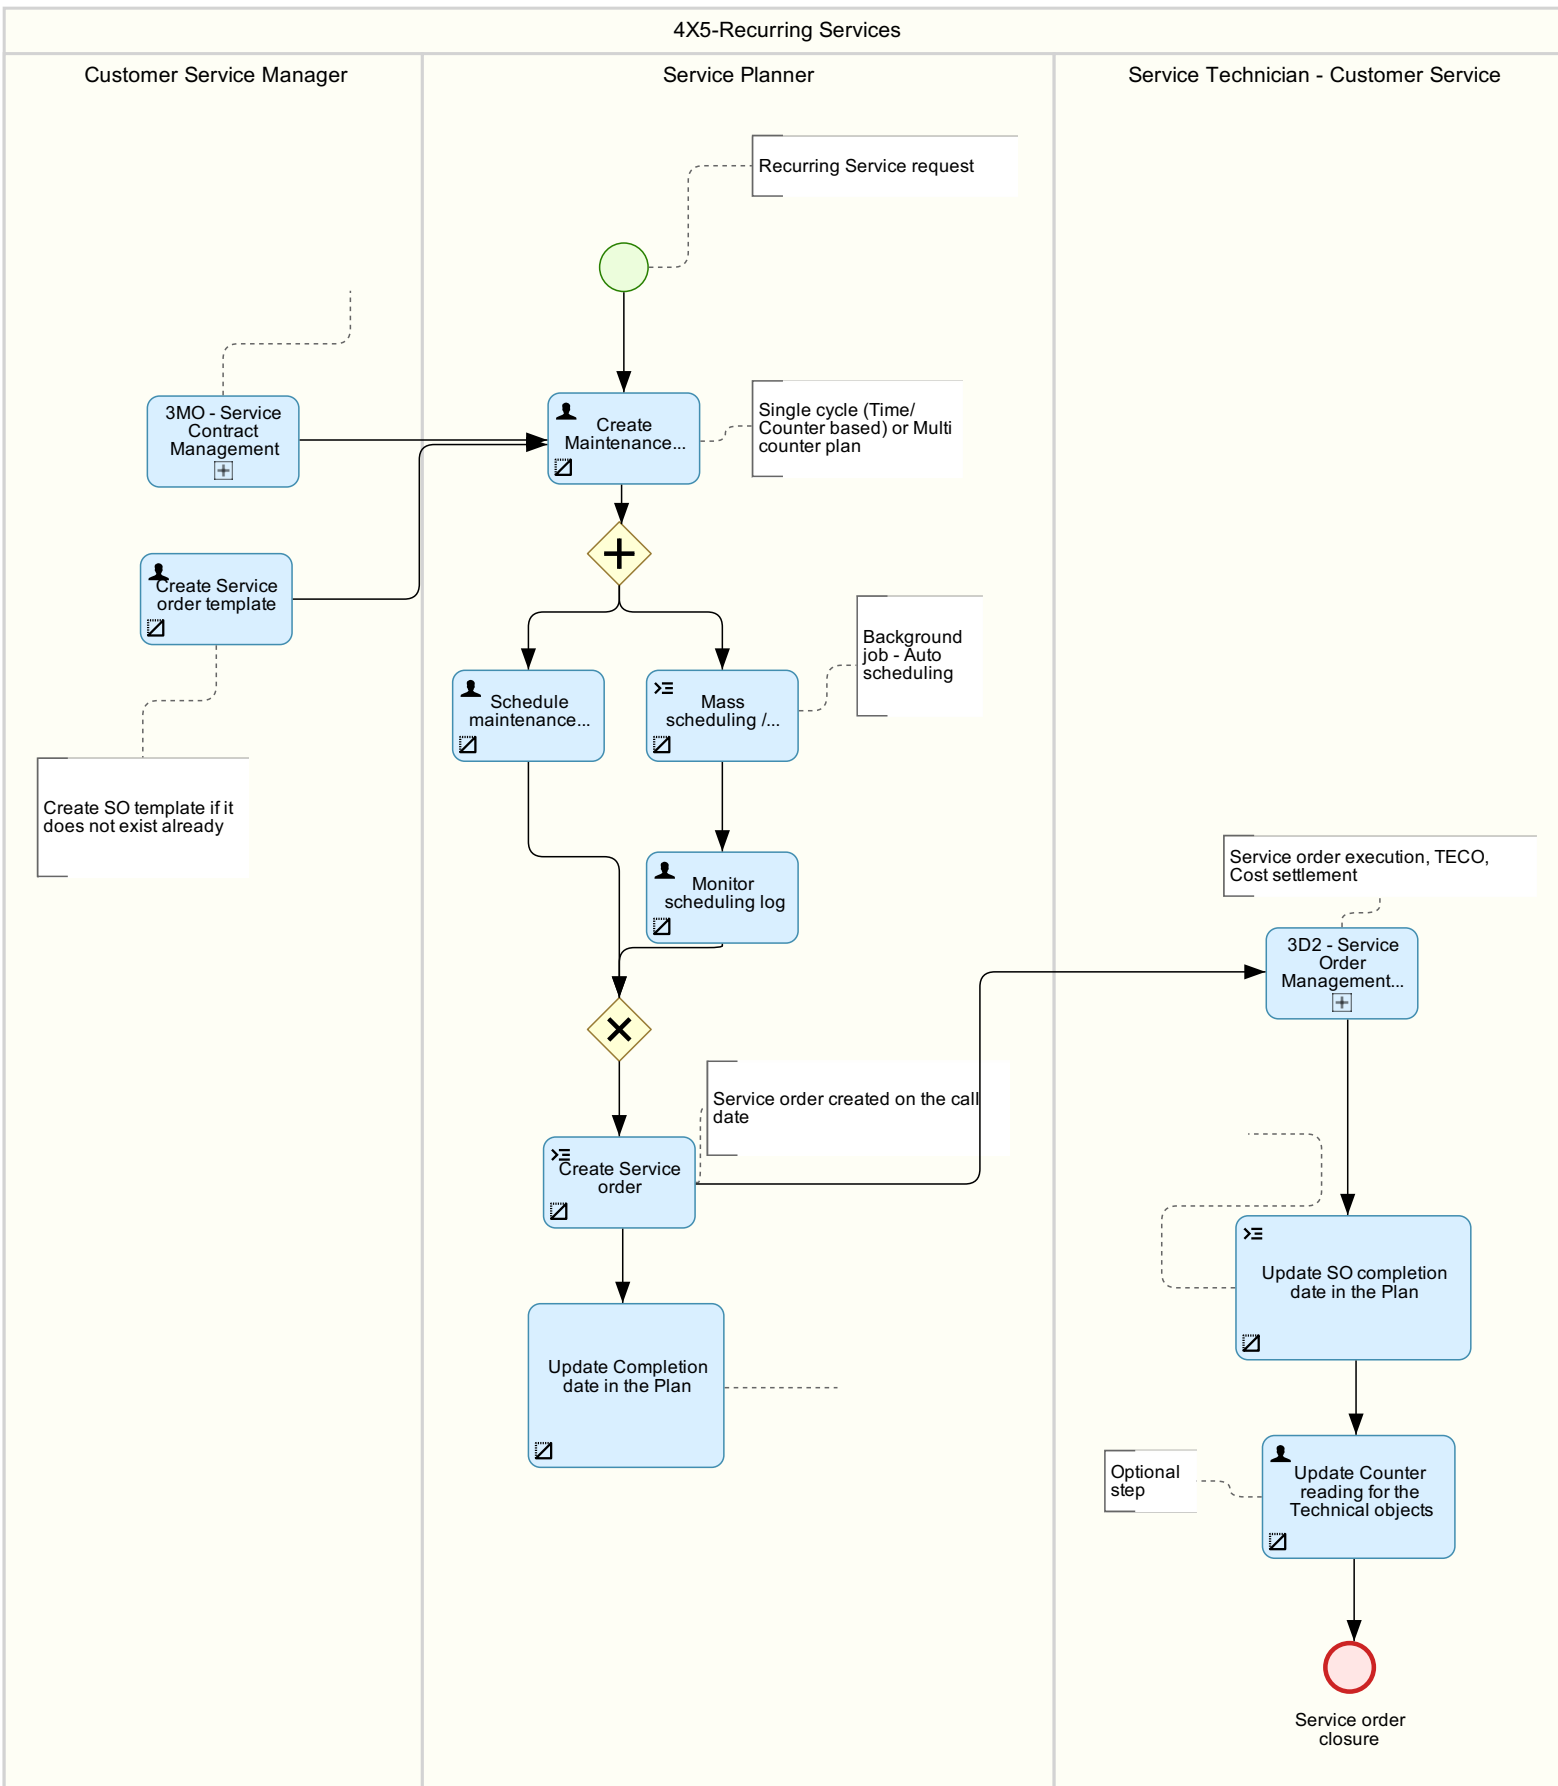 4X5-Recurring Services
Customer Service Manager
Service Planner
Service Technician - Customer Service
Recurring Service request
3MO - Service
Contract
Management
Create
Maintenance...
Single cycle (Time/
Counter based) or Multi
counter plan
Create Service
order template
Background
job - Auto
scheduling
Schedule
maintenance...
Mass
scheduling /...
Create SO template if it
does not exist already
Monitor
scheduling log
Service order execution, TECO,
Cost settlement
3D2 - Service
Order
Management...
Service order created on the call
date
Create Service
order
Update SO completion
date in the Plan
Update Completion
date in the Plan
Optional
step
Update Counter
reading for the
Technical objects
Service order
closure